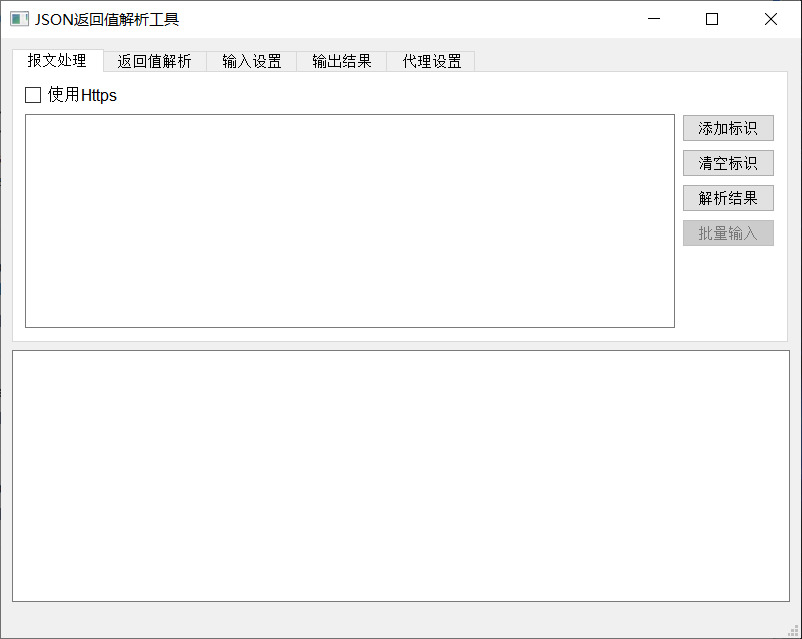 JSON返回值解析工具
报文处理 返回值解析 输入设置 输出结果 代理设置
使用Https
添加标识
清空标识
解析结果
批量输入